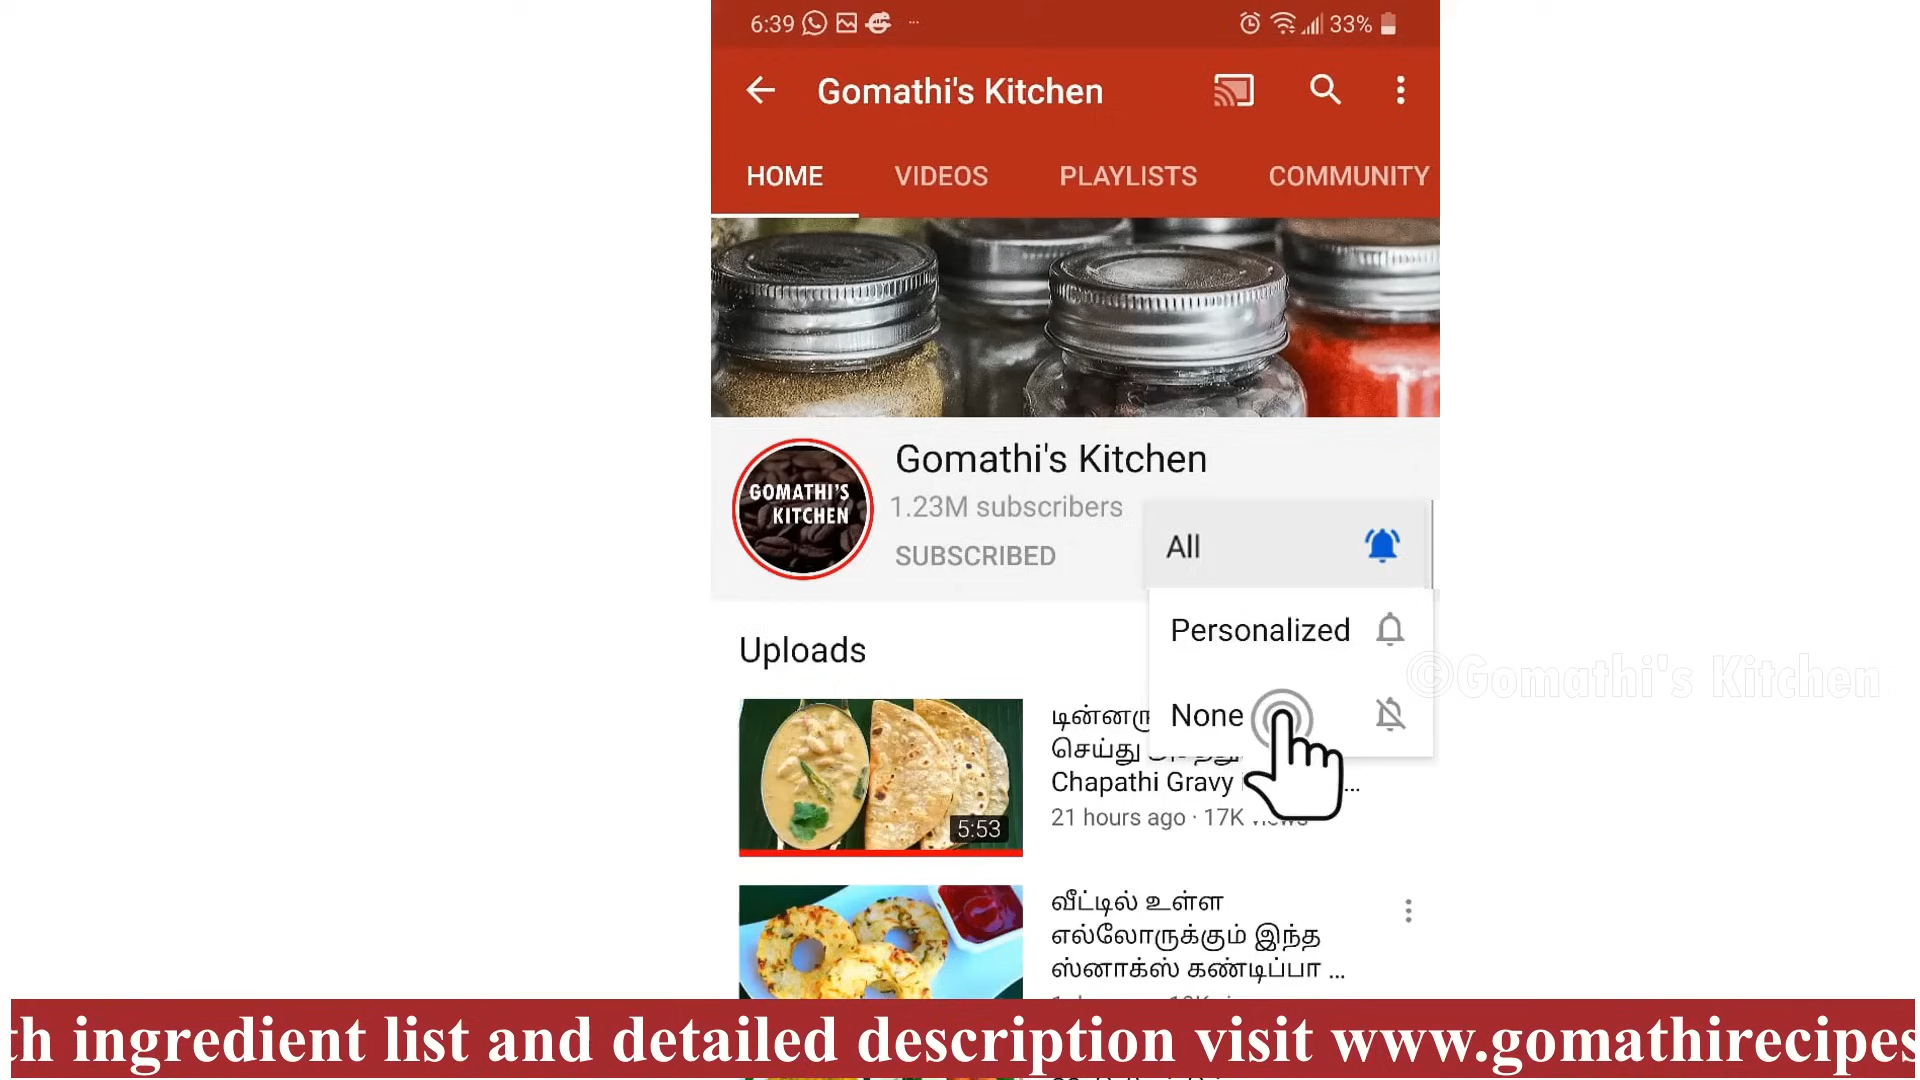 6:39
33%
Gomathi's Kitchen
HOME VIDEOS PLAYLISTS COMMUNITY
GOMATHI'S
KITCHEN
Gomathi's Kitchen
1.23M subscribers
SUBSCRIBED
All
Personalized
None
©Gomathi's Kitchen
Uploads
5:53
செய்து
Chapathi Gravy ...
21 hours ago · 17K views
வீட்டில் உள்ள
எல்லோருக்கும் இந்த
ஸ்னாக்ஸ் கண்டிப்பா ...
ingredient list and detailed description visit www.gomathirecipes